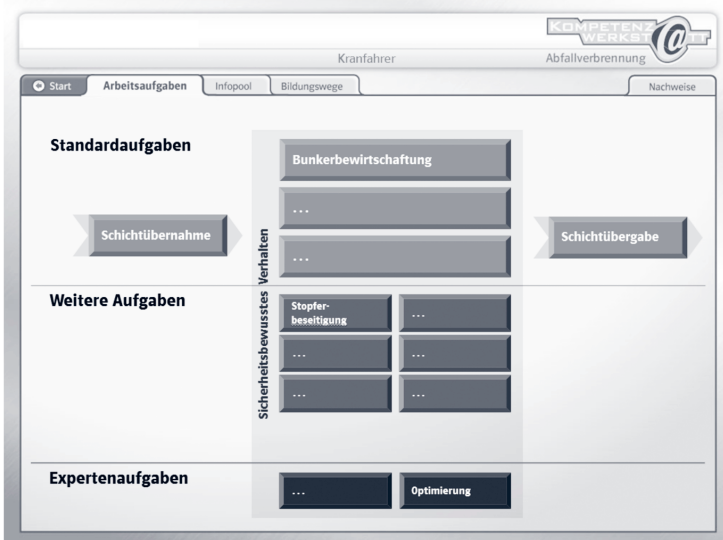 KOMPETENZ
WERKST@TT
Kranfahrer
Abfallverbrennung
Start
Arbeitsaufgaben
Infopool
Bildungswege
Nachweise
Standardaufgaben
Bunkerbewirtschaftung
...
Schichtübernahme
Schichtübergabe
...
Sicherheitsbewusstes Verhalten
Weitere Aufgaben
Stopfer-
beseitigung
...
...
...
...
...
Expertenaufgaben
...
Optimierung